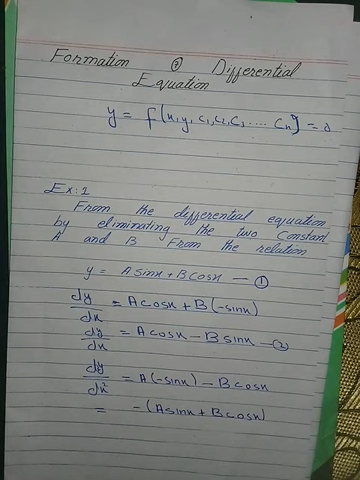 Formation of Differential
Equation
y = f(x, y, c₁, c₂, c₃ .... cₙ) = 0
Ex:1
From the differential equation
by eliminating the two Constant
A and B From the relation
y = A sinx + B cosx — ①
dy/dx = A cosx + B(-sinx)
dy/dx = A cosx - B sinx — ②
d²y/dx² = A(-sinx) - B cosx
= -(A sinx + B cosx)